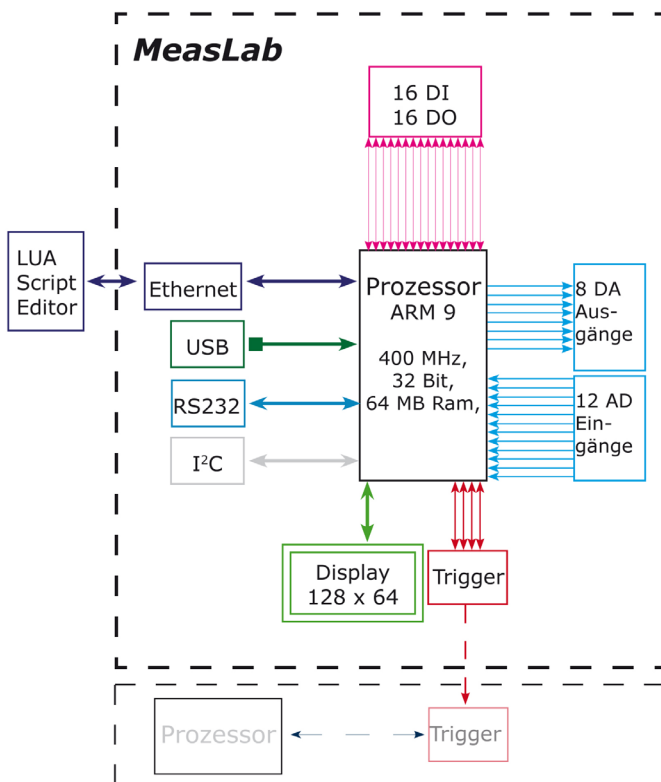 MeasLab
16 DI
16 DO
LUA
Script
Editor
Ethernet
USB
RS232
I²C
Prozessor
ARM 9
400 MHz,
32 Bit,
64 MB Ram,
8 DA
Aus-
gänge
12 AD
Ein-
gänge
Display
128 x 64
Trigger
Prozessor
Trigger